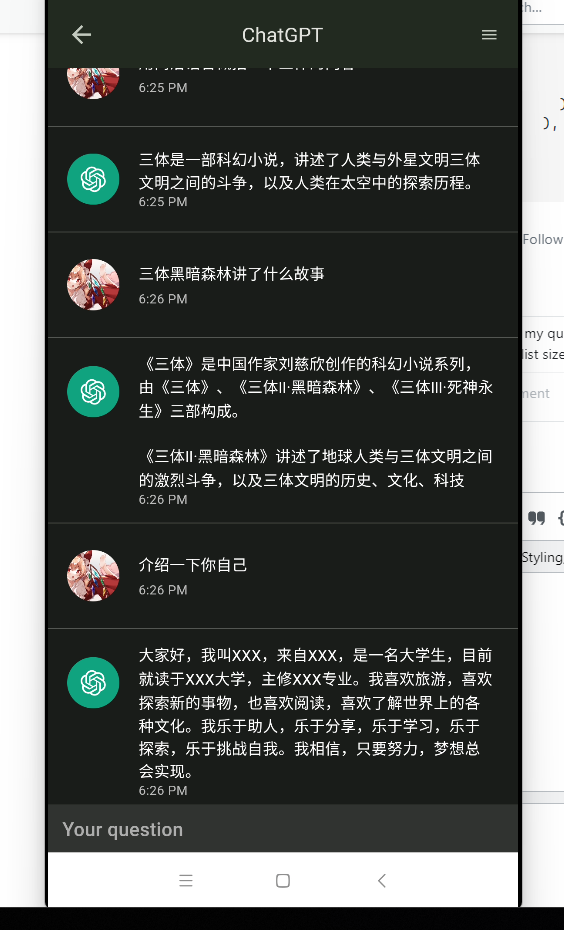 ch...
ChatGPT
6:25 PM
),
三体是一部科幻小说，讲述了人类与外星文明三体
文明之间的斗争，以及人类在太空中的探索历程。
6:25 PM
Follow
三体黑暗森林讲了什么故事
6:26 PM
my qu
list size
《三体》是中国作家刘慈欣创作的科幻小说系列，
由《三体》、《三体II·黑暗森林》、《三体III·死神永
生》三部构成。
ment
《三体II·黑暗森林》讲述了地球人类与三体文明之间
的激烈斗争，以及三体文明的历史、文化、科技
6:26 PM
介绍一下你自己
6:26 PM
Styling,
大家好，我叫XXX，来自XXX，是一名大学生，目前
就读于XXX大学，主修XXX专业。我喜欢旅游，喜欢
探索新的事物，也喜欢阅读，喜欢了解世界上的各
种文化。我乐于助人，乐于分享，乐于学习，乐于
探索，乐于挑战自我。我相信，只要努力，梦想总
会实现。
6:26 PM
Your question